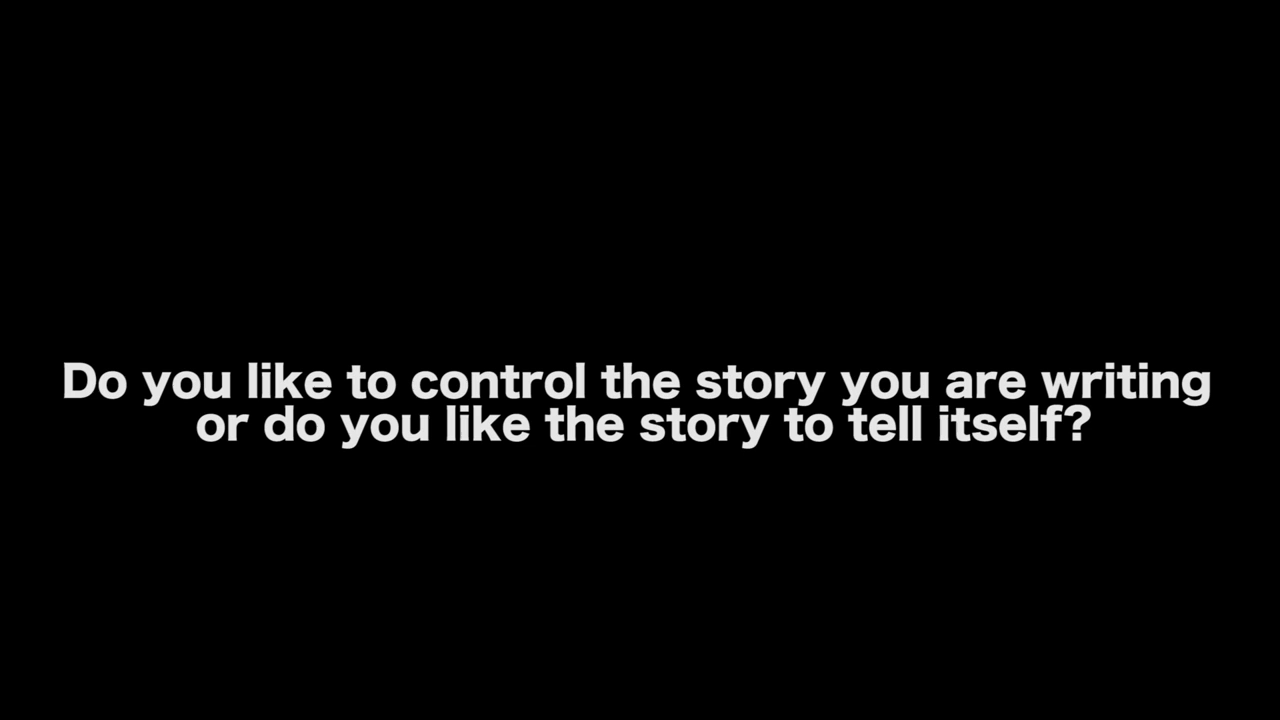 Do you like to control the story you are writing
or do you like the story to tell itself?